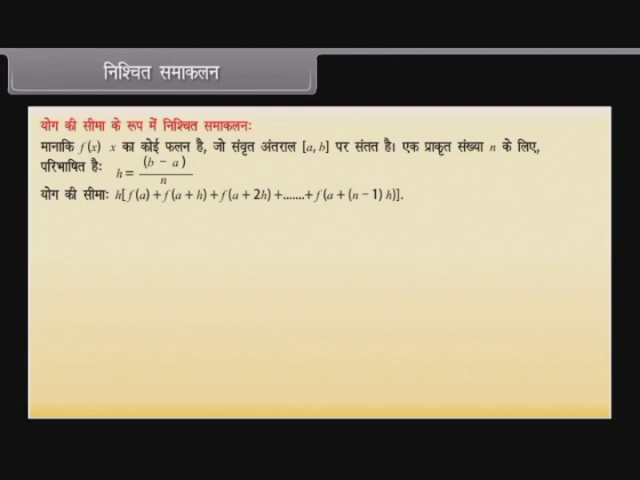 निश्चित समाकलन
योग की सीमा के रूप में निश्चित समाकलनः
मानाकि f (x) x का कोई फलन है, जो संवृत अंतराल [a, b] पर संतत है। एक प्राकृत संख्या n के लिए,
परिभाषित हैः h = (b − a) / n
योग की सीमाः h[ f (a) + f (a + h) + f (a + 2h) +.......+ f (a + (n − 1) h)].